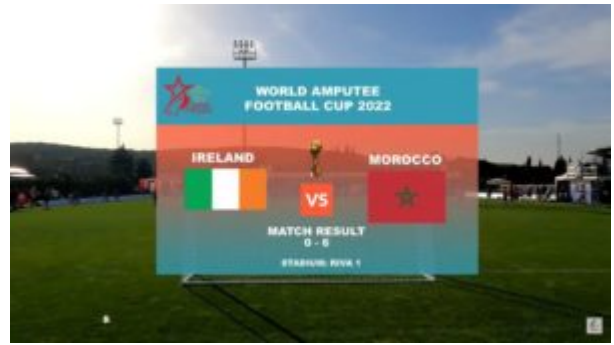 WORLD AMPUTEE
FOOTBALL CUP 2022
IRELAND
MOROCCO
VS
MATCH RESULT
0 - 6
STADIUM: RIVA 1